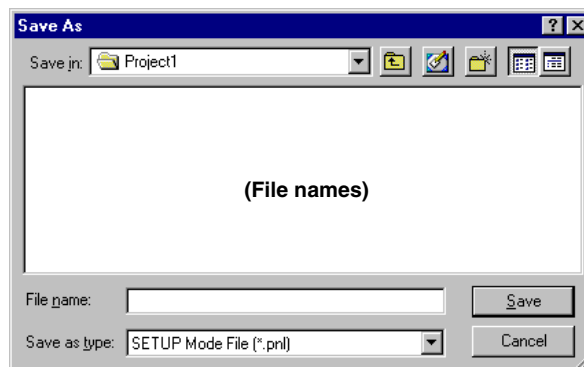 Save As
Save in: Project1
(File names)
File name: Save
Save as type: SETUP Mode File (*.pnl) Cancel